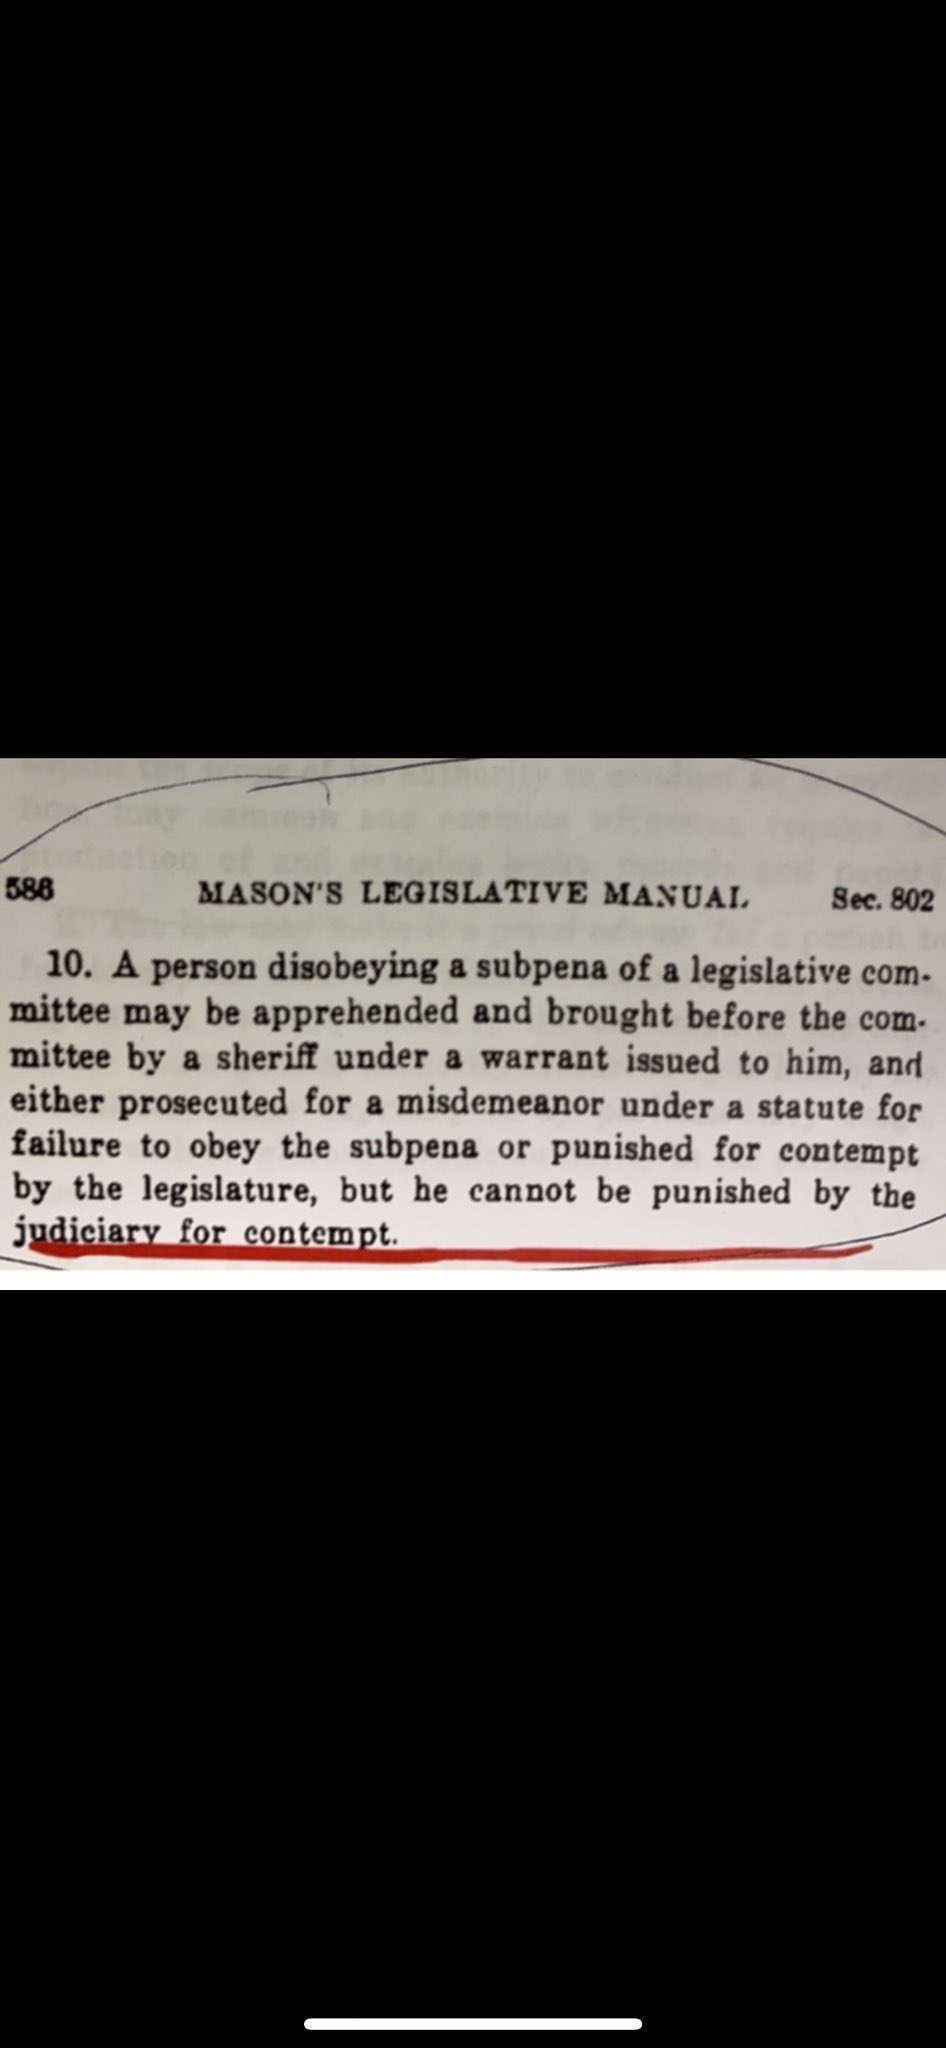 586 MASON'S LEGISLATIVE MANUAL Sec. 802
10. A person disobeying a subpena of a legislative com-
mittee may be apprehended and brought before the com-
mittee by a sheriff under a warrant issued to him, and
either prosecuted for a misdemeanor under a statute for
failure to obey the subpena or punished for contempt
by the legislature, but he cannot be punished by the
judiciary for contempt.